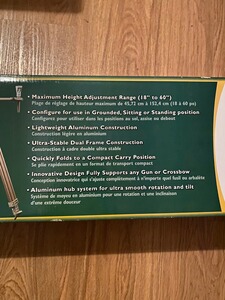 • Maximum Height Adjustment Range (18" to 60")
Plage de réglage de hauteur maximum de 45,72 cm à 152,4 cm (18 à 60 po)
• Configure for use in Grounded, Sitting or Standing position
Configurez pour utiliser dans les positions au sol, assise ou debout
• Lightweight Aluminum Construction
Construction légère en aluminium
• Ultra-Stable Dual Frame Construction
Construction à cadre double ultra stable
• Quickly Folds to a Compact Carry Position
Se plie rapidement en un format de transport compact
• Innovative Design Fully Supports any Gun or Crossbow
Conception innovatrice qui s'ajuste complètement à n'importe quel fusil ou arbalète
• Aluminum hub system for ultra smooth rotation and tilt
Système de moyeu en aluminium pour une rotation et une inclinaison
d'une extrême douceur